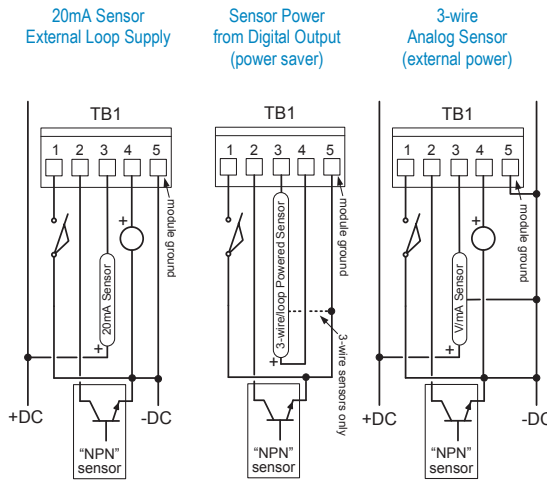 20mA Sensor
External Loop Supply
TB1
1 2 3 4 5
module ground
+
20mA Sensor
+
+DC
-DC
"NPN"
sensor
Sensor Power
from Digital Output
(power saver)
TB1
1 2 3 4 5
module ground
3-wire/loop Powered Sensor
+
3-wire sensors only
"NPN"
sensor
3-wire
Analog Sensor
(external power)
TB1
1 2 3 4 5
module ground
+
V/mA Sensor
+
+DC
-DC
"NPN"
sensor